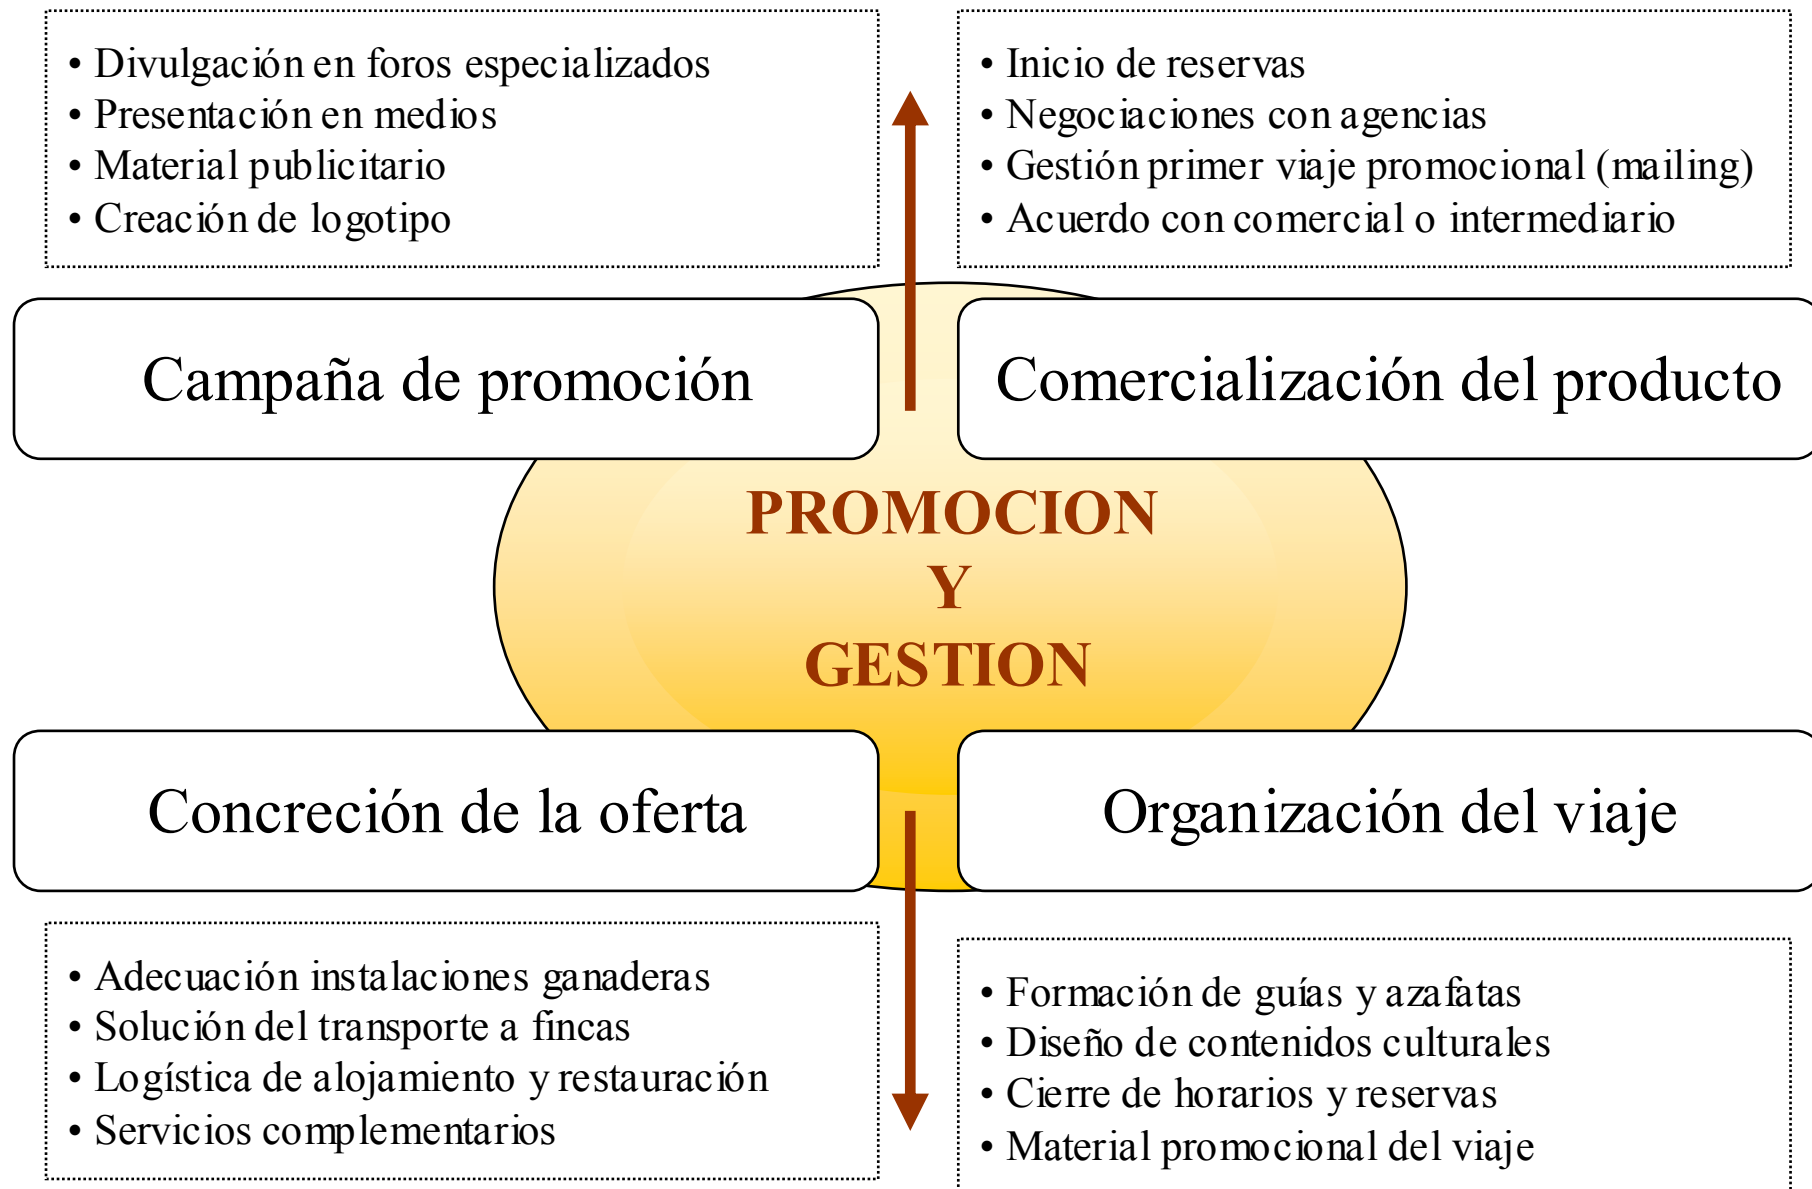 • Divulgación en foros especializados
• Presentación en medios
• Material publicitario
• Creación de logotipo
• Inicio de reservas
• Negociaciones con agencias
• Gestión primer viaje promocional (mailing)
• Acuerdo con comercial o intermediario
Campaña de promoción
Comercialización del producto
PROMOCION
Y
GESTION
Concreción de la oferta
Organización del viaje
• Adecuación instalaciones ganaderas
• Solución del transporte a fincas
• Logística de alojamiento y restauración
• Servicios complementarios
• Formación de guías y azafatas
• Diseño de contenidos culturales
• Cierre de horarios y reservas
• Material promocional del viaje